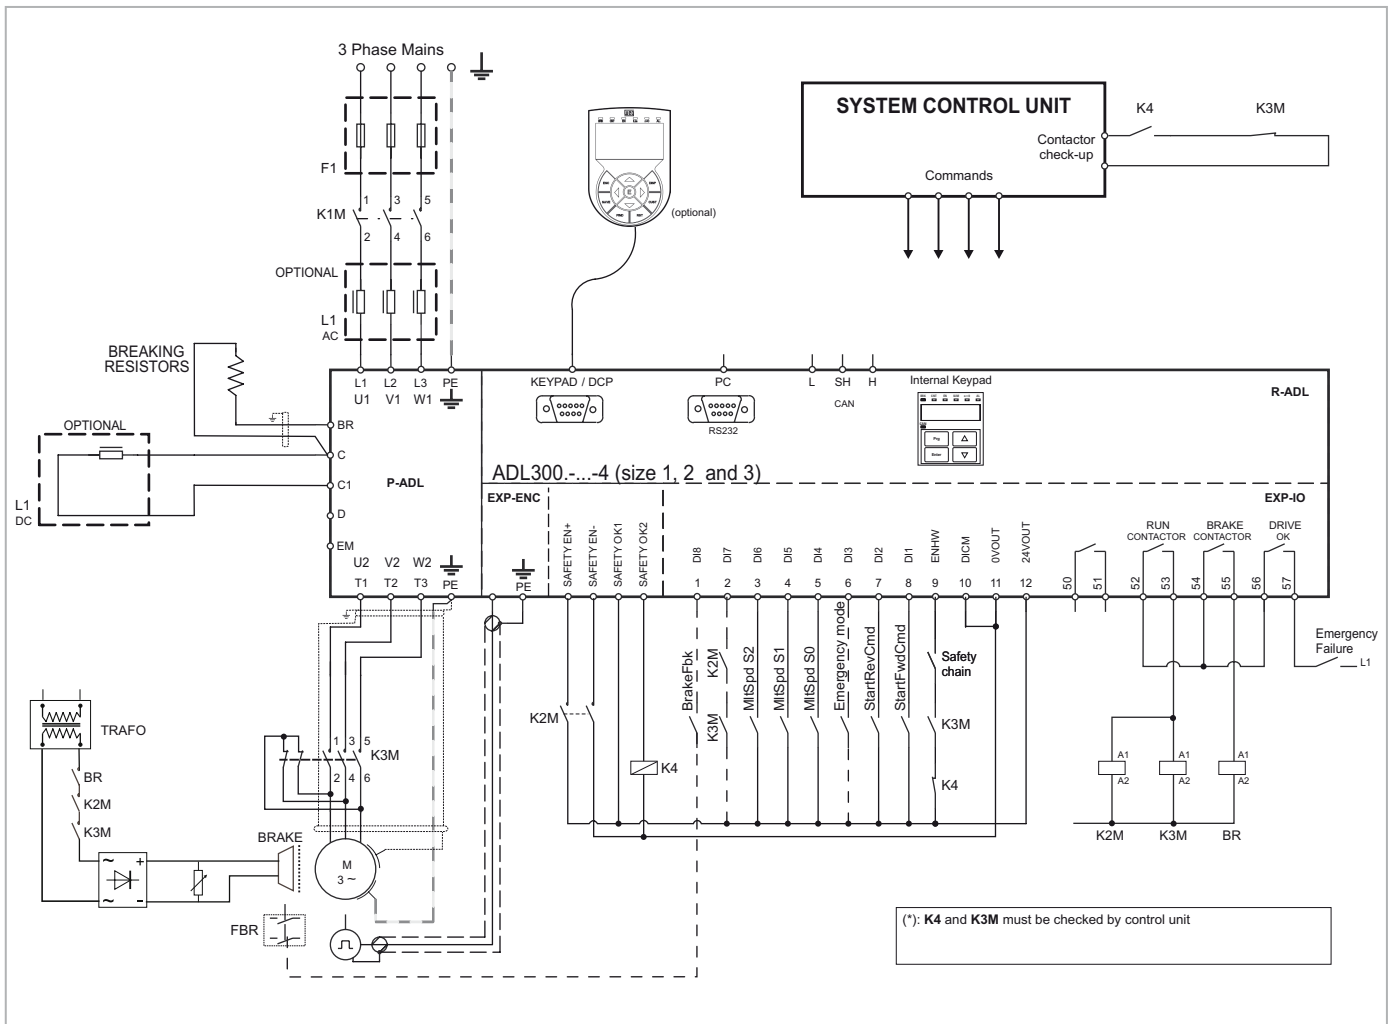 3 Phase Mains
F1
1 3 5
K1M
2 4 6
OPTIONAL
L1
AC
(optional)
SYSTEM CONTROL UNIT
Contactor
check-up
Commands
K4
K3M
BREAKING
RESISTORS
OPTIONAL
L1
DC
L1 L2 L3 PE
U1 V1 W1
BR
C
C1
D
EM
P-ADL
U2 V2 W2
T1 T2 T3 PE
KEYPAD / DCP
PC
RS232
L SH H
CAN
Internal Keypad
Prg
Enter
R-ADL
ADL300.-...-4 (size 1, 2 and 3)
EXP-ENC
EXP-IO
PE
SAFETY EN+
SAFETY EN-
SAFETY OK1
SAFETY OK2
DI8
DI7
DI6
DI5
DI4
DI3
DI2
DI1
ENHW
DICM
0VOUT
24VOUT
1 2 3 4 5 6 7 8 9 10 11 12
RUN
CONTACTOR
BRAKE
CONTACTOR
DRIVE
OK
50
51
52
53
54
55
56
57
BrakeFbk
K2M
K3M
MltSpd S2
MltSpd S1
MltSpd S0
Emergency mode
StartRevCmd
StartFwdCmd
Safety
chain
K3M
K4
Emergency
Failure
L1
K2M
K4
A1
A2
A1
A2
A1
A2
K2M
K3M
BR
TRAFO
BR
K2M
K3M
1 3 5
K3M
2 4 6
BRAKE
M
3 ~
~ +
~ -
FBR
(*): K4 and K3M must be checked by control unit